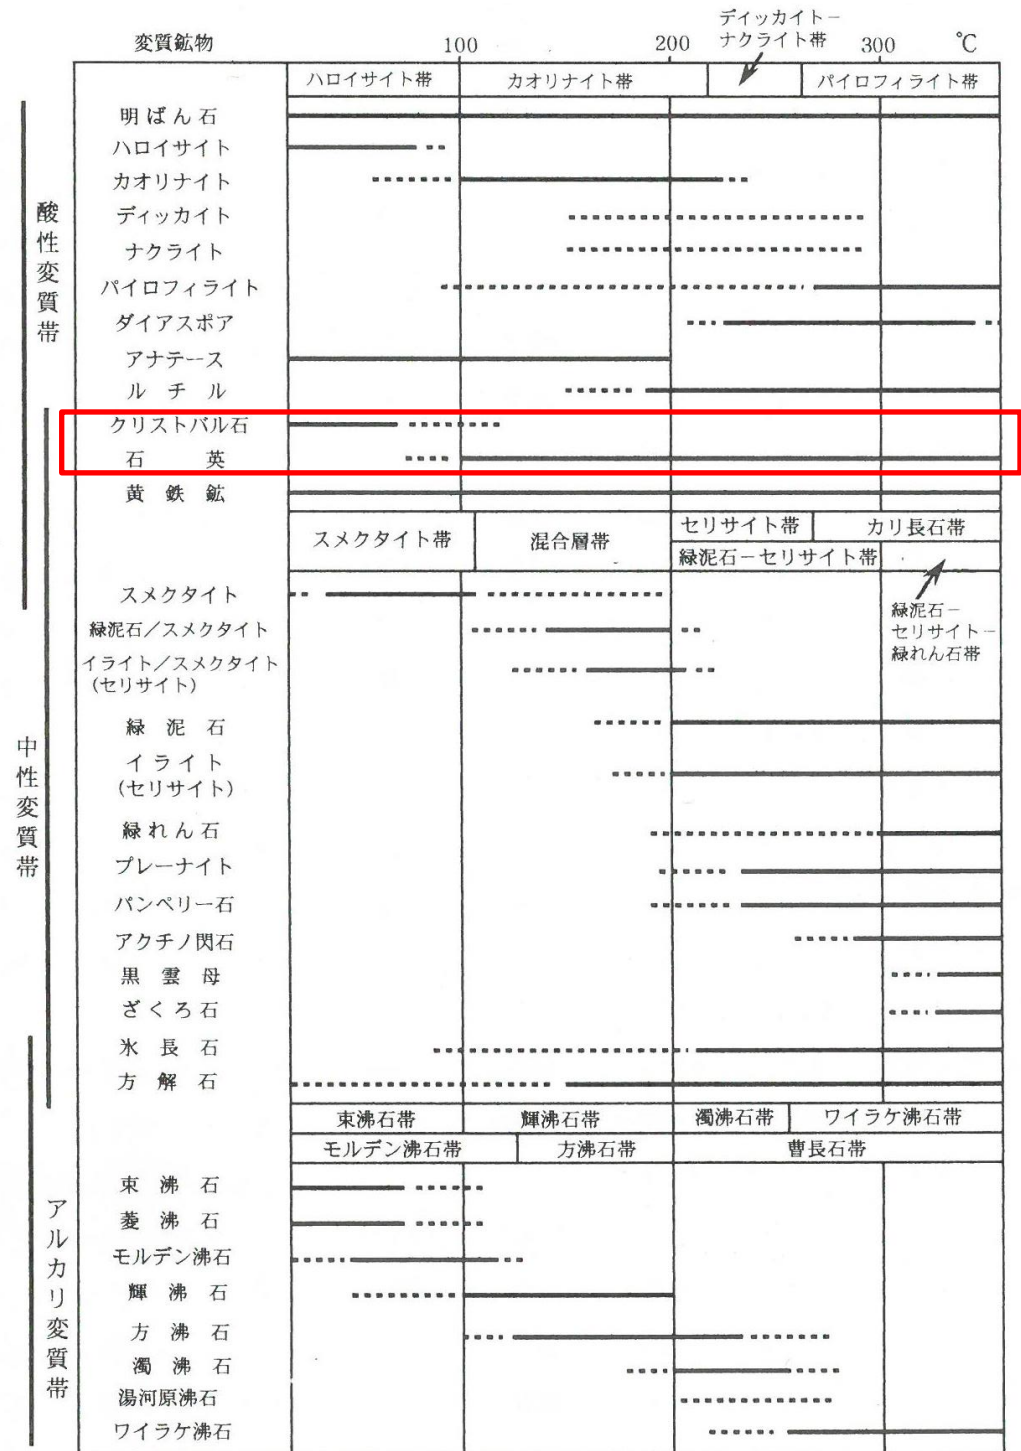 変質鉱物
100
200
300
℃
ディッカイト－
ナクライト帯
ハロイサイト帯
カオリナイト帯
パイロフィライト帯
酸性変質帯
明ばん石
ハロイサイト
カオリナイト
ディッカイト
ナクライト
パイロフィライト
ダイアスポア
アナテース
ルチル
クリストバル石
石英
黄鉄鉱
スメクタイト帯
混合層帯
セリサイト帯
カリ長石帯
緑泥石－セリサイト帯
緑泥石－
セリサイト－
緑れん石帯
中性変質帯
スメクタイト
緑泥石/スメクタイト
イライト/スメクタイト
(セリサイト)
緑泥石
イライト
(セリサイト)
緑れん石
プレーナイト
パンペリー石
アクチノ閃石
黒雲母
ざくろ石
氷長石
方解石
束沸石帯
輝沸石帯
濁沸石帯
ワイラケ沸石帯
モルデン沸石帯
方沸石帯
曹長石帯
アルカリ変質帯
束沸石
菱沸石
モルデン沸石
輝沸石
方沸石
濁沸石
湯河原沸石
ワイラケ沸石